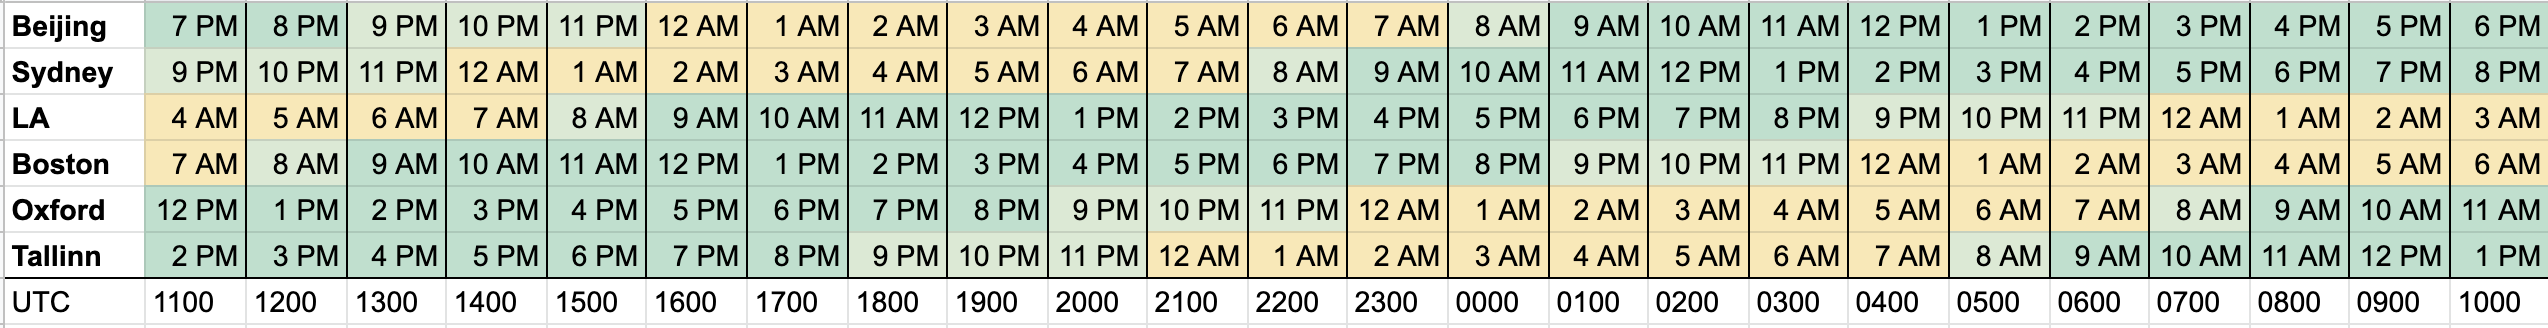 Beijing 7 PM 8 PM 9 PM 10 PM 11 PM 12 AM 1 AM 2 AM 3 AM 4 AM 5 AM 6 AM 7 AM 8 AM 9 AM 10 AM 11 AM 12 PM 1 PM 2 PM 3 PM 4 PM 5 PM 6 PM
Sydney 9 PM 10 PM 11 PM 12 AM 1 AM 2 AM 3 AM 4 AM 5 AM 6 AM 7 AM 8 AM 9 AM 10 AM 11 AM 12 PM 1 PM 2 PM 3 PM 4 PM 5 PM 6 PM 7 PM 8 PM
LA 4 AM 5 AM 6 AM 7 AM 8 AM 9 AM 10 AM 11 AM 12 PM 1 PM 2 PM 3 PM 4 PM 5 PM 6 PM 7 PM 8 PM 9 PM 10 PM 11 PM 12 AM 1 AM 2 AM 3 AM
Boston 7 AM 8 AM 9 AM 10 AM 11 AM 12 PM 1 PM 2 PM 3 PM 4 PM 5 PM 6 PM 7 PM 8 PM 9 PM 10 PM 11 PM 12 AM 1 AM 2 AM 3 AM 4 AM 5 AM 6 AM
Oxford 12 PM 1 PM 2 PM 3 PM 4 PM 5 PM 6 PM 7 PM 8 PM 9 PM 10 PM 11 PM 12 AM 1 AM 2 AM 3 AM 4 AM 5 AM 6 AM 7 AM 8 AM 9 AM 10 AM 11 AM
Tallinn 2 PM 3 PM 4 PM 5 PM 6 PM 7 PM 8 PM 9 PM 10 PM 11 PM 12 AM 1 AM 2 AM 3 AM 4 AM 5 AM 6 AM 7 AM 8 AM 9 AM 10 AM 11 AM 12 PM 1 PM
UTC 1100 1200 1300 1400 1500 1600 1700 1800 1900 2000 2100 2200 2300 0000 0100 0200 0300 0400 0500 0600 0700 0800 0900 1000